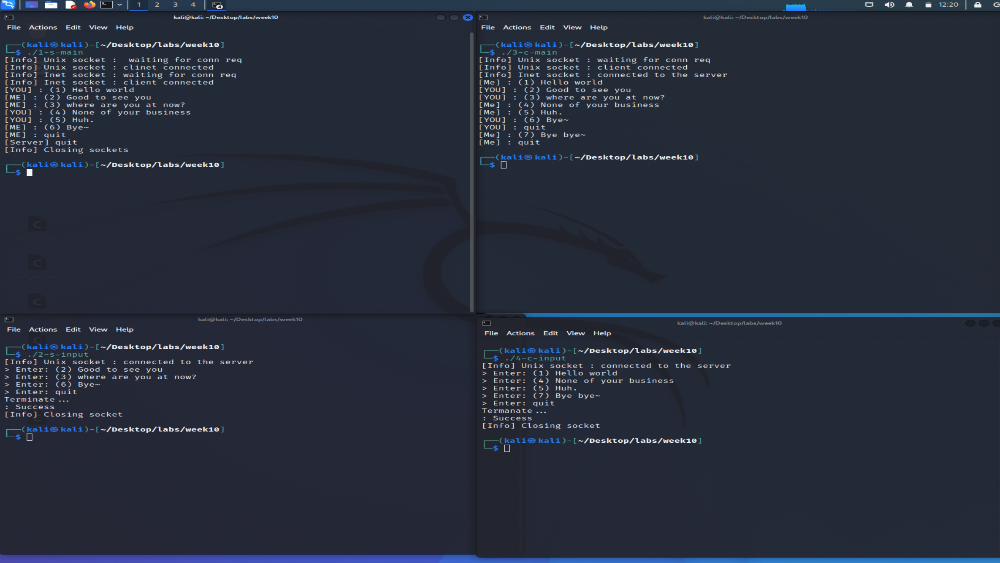 1 2 3 4 4 12:20
kali@kali: ~/Desktop/labs/week10
File Actions Edit View Help
┌──(kali㉿kali)-[~/Desktop/labs/week10]
└─$ ./1-s-main
[Info] Unix socket :  waiting for conn req
[Info] Unix socket : clinet connected
[Info] Inet socket : waiting for conn req
[Info] Inet socket : client connected
[YOU] : (1) Hello world
[ME] : (2) Good to see you
[ME] : (3) where are you at now?
[YOU] : (4) None of your business
[YOU] : (5) Huh.
[ME] : (6) Bye~
[ME] : quit
[Server] quit
[Info] Closing sockets
┌──(kali㉿kali)-[~/Desktop/labs/week10]
└─$
labs
lab3_server.c
kali@kali: ~/Desktop/labs/week10
File Actions Edit View Help
┌──(kali㉿kali)-[~/Desktop/labs/week10]
└─$ ./3-c-main
[Info] Unix socket : waiting for conn req
[Info] Unix socket : client connected
[Info] Inet socket : connected to the server
[Me] : (1) Hello world
[YOU] : (2) Good to see you
[YOU] : (3) where are you at now?
[Me] : (4) None of your business
[Me] : (5) Huh.
[YOU] : (6) Bye~
[YOU] : quit
[Me] : (7) Bye bye~
[Me] : quit
┌──(kali㉿kali)-[~/Desktop/labs/week10]
└─$
kali@kali: ~/Desktop/labs/week10
File Actions Edit View Help
┌──(kali㉿kali)-[~/Desktop/labs/week10]
└─$ ./2-s-input
[Info] Unix socket : connected to the server
> Enter: (2) Good to see you
> Enter: (3) where are you at now?
> Enter: (6) Bye~
> Enter: quit
Terminate...
: Success
[Info] Closing socket
┌──(kali㉿kali)-[~/Desktop/labs/week10]
└─$
kali@kali: ~/Desktop/labs/week10
File Actions Edit View Help
┌──(kali㉿kali)-[~/Desktop/labs/week10]
└─$ ./4-c-input
[Info] Unix socket : connected to the server
> Enter: (1) Hello world
> Enter: (4) None of your business
> Enter: (5) Huh.
> Enter: (7) Bye bye~
> Enter: quit
Termanate...
: Success
[Info] Closing socket
┌──(kali㉿kali)-[~/Desktop/labs/week10]
└─$